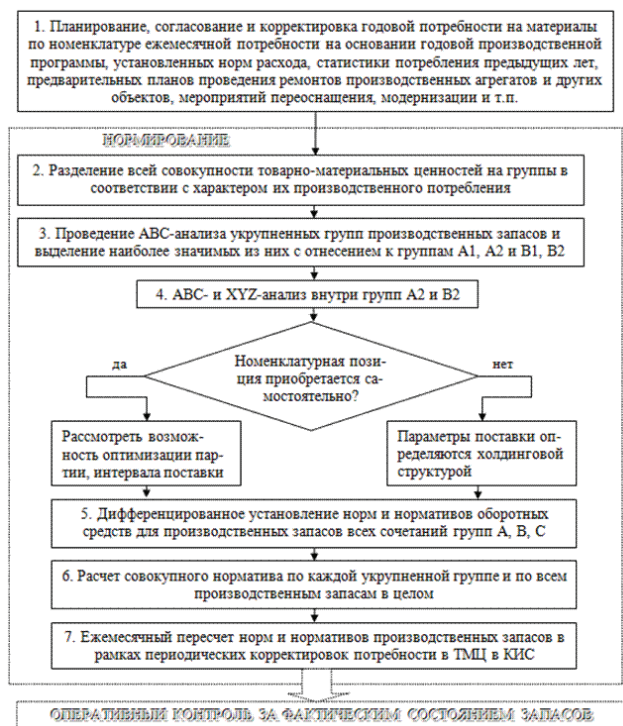 1. Планирование, согласование и корректировка годовой потребности на материалы
по номенклатуре ежемесячной потребности на основании годовой производственной
программы, установленных норм расхода, статистики потребления предыдущих лет,
предварительных планов проведения ремонтов производственных агрегатов и других
объектов, мероприятий переоснащения, модернизации и т.п.
НОРМИРОВАНИЕ
2. Разделение всей совокупности товарно-материальных ценностей на группы в
соответствии с характером их производственного потребления
3. Проведение АВС-анализа укрупненных групп производственных запасов и
выделение наиболее значимых из них с отнесением к группам А1, А2 и В1, В2
4. АВС- и XYZ-анализ внутри групп А2 и В2
Номенклатурная пози-
ция приобретается са-
мостоятельно?
да
нет
Рассмотреть возмож-
ность оптимизации пар-
тии, интервала поставки
Параметры поставки оп-
ределяются холдинговой
структурой
5. Дифференцированное установление норм и нормативов оборотных
средств для производственных запасов всех сочетаний групп А, В, С
6. Расчет совокупного норматива по каждой укрупненной группе и по всем
производственным запасам в целом
7. Ежемесячный пересчет норм и нормативов производственных запасов в
рамках периодических корректировок потребности в ТМЦ в КИС
ОПЕРАТИВНЫЙ КОНТРОЛЬ ЗА ФАКТИЧЕСКИМ СОСТОЯНИЕМ ЗАПАСОВ